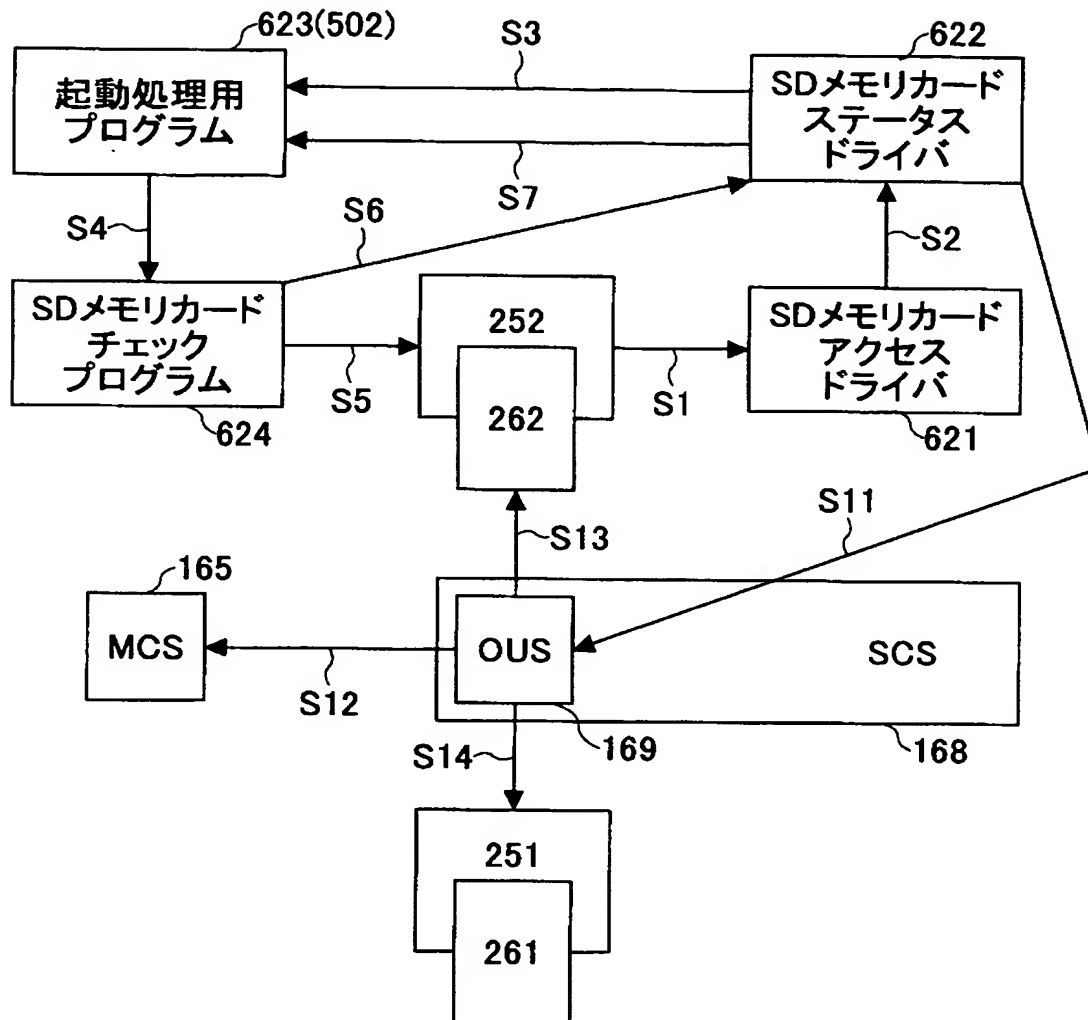 623(502)
S3
622
起動処理用
プログラム
SDメモリカード
ステータス
ドライバ
S7
S4
S6
S2
SDメモリカード
チェック
プログラム
252
SDメモリカード
アクセス
ドライバ
S5
S1
262
624
621
S11
S13
165
MCS
OUS
SCS
S12
S14
169
168
251
261